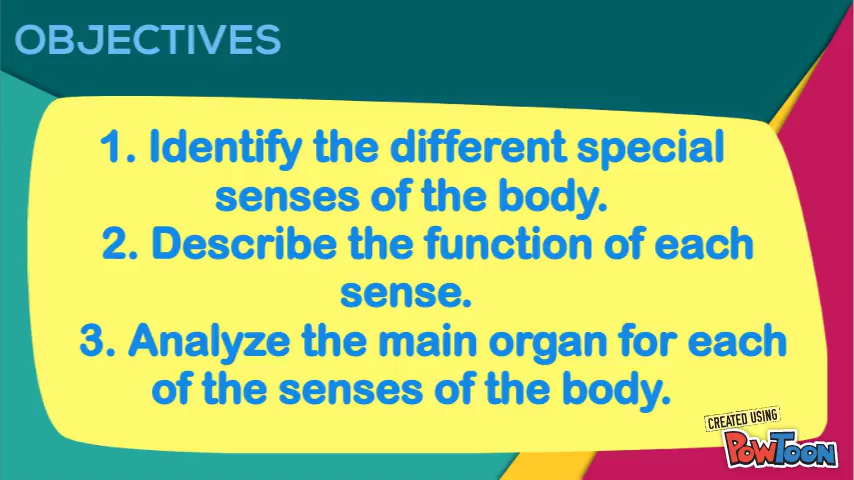 OBJECTIVES
1. Identify the different special
senses of the body.
2. Describe the function of each
sense.
3. Analyze the main organ for each
of the senses of the body.
CREATED USING
POWTOON